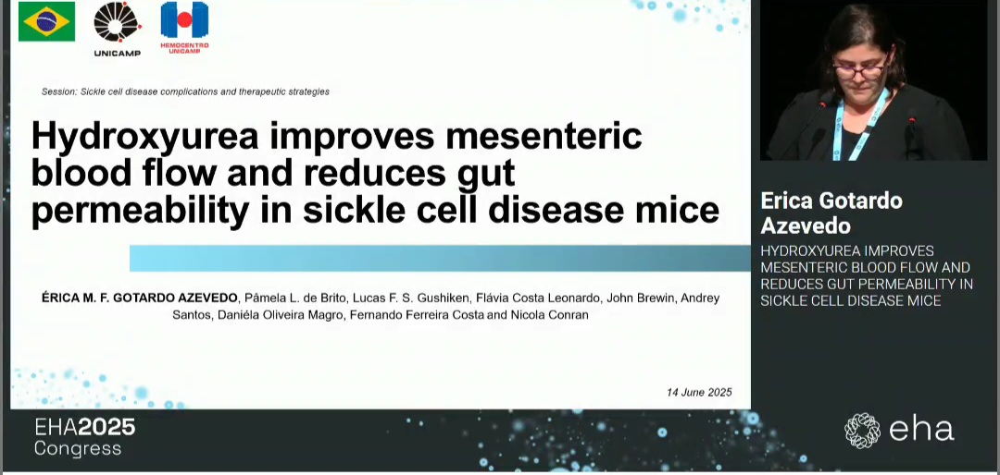 UNICAMP
HEMOCENTRO
UNICAMP
Session: Sickle cell disease complications and therapeutic strategies
Hydroxyurea improves mesenteric
blood flow and reduces gut
permeability in sickle cell disease mice
ÉRICA M. F. GOTARDO AZEVEDO, Pâmela L. de Brito, Lucas F. S. Gushiken, Flávia Costa Leonardo, John Brewin, Andrey
Santos, Daniéla Oliveira Magro, Fernando Ferreira Costa and Nicola Conran
14 June 2025
Erica Gotardo
Azevedo
HYDROXYUREA IMPROVES
MESENTERIC BLOOD FLOW AND
REDUCES GUT PERMEABILITY IN
SICKLE CELL DISEASE MICE
EHA2025
Congress
eha